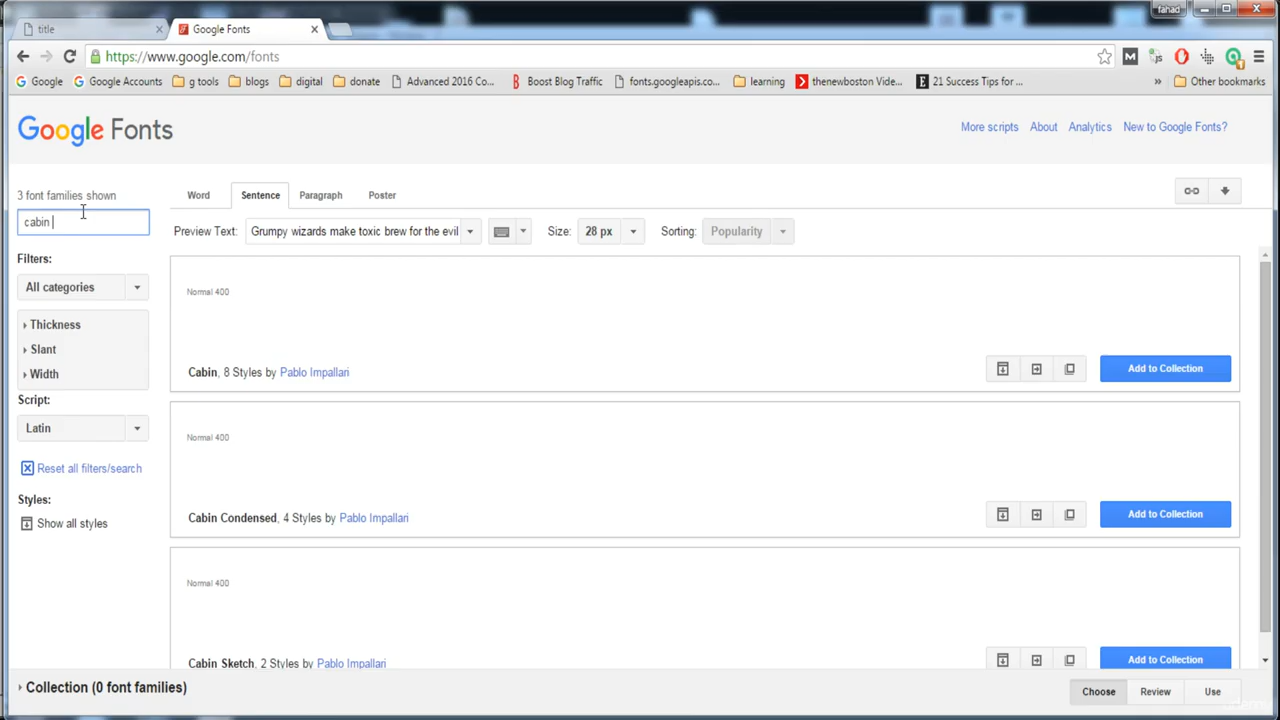 fahad
title
Google Fonts
https://www.google.com/fonts
Google
Google Accounts
g tools
blogs
digital
donate
Advanced 2016 Co...
Boost Blog Traffic
fonts.googleapis.co...
learning
thenewboston Vide...
21 Success Tips for ...
» Other bookmarks
Google Fonts
More scripts About Analytics New to Google Fonts?
3 font families shown
cabin
Word Sentence Paragraph Poster
Preview Text: Grumpy wizards make toxic brew for the evil
Size: 28 px
Sorting: Popularity
Filters:
All categories
Thickness
Slant
Width
Script:
Latin
Reset all filters/search
Styles:
Show all styles
Normal 400
Cabin, 8 Styles by Pablo Impallari
Add to Collection
Normal 400
Cabin Condensed, 4 Styles by Pablo Impallari
Add to Collection
Normal 400
Cabin Sketch, 2 Styles by Pablo Impallari
Add to Collection
Collection (0 font families)
Choose Review Use